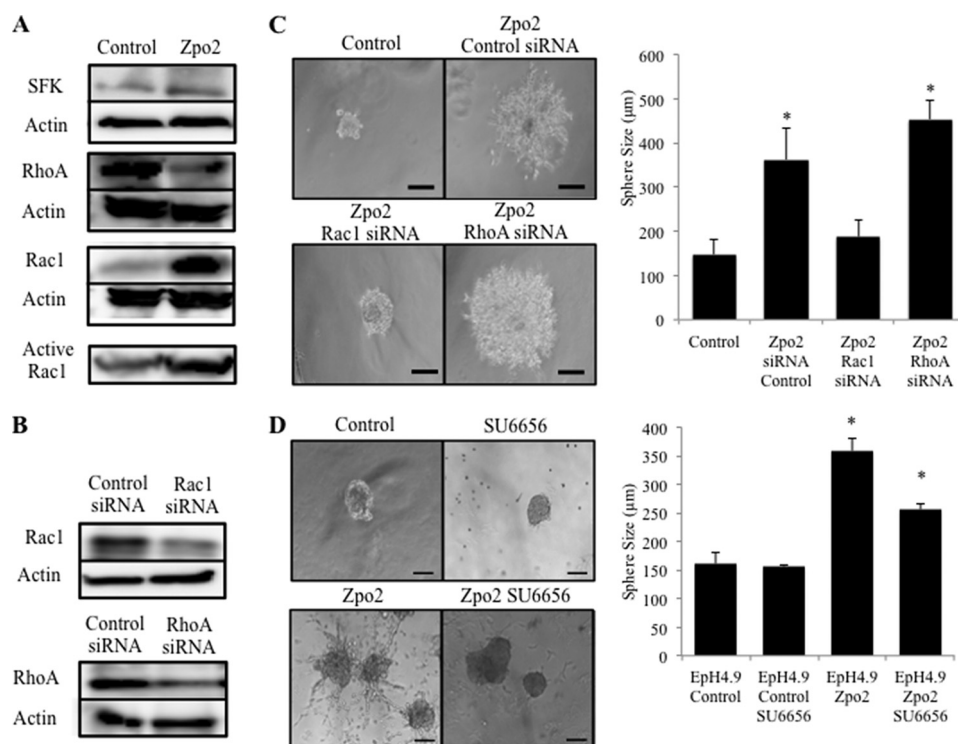 A
Control Zpo2
SFK
Actin
RhoA
Actin
Rac1
Actin
Active
Rac1
B
Control
siRNA
Rac1
siRNA
Rac1
Actin
Control
siRNA
RhoA
siRNA
RhoA
Actin
C
Control
Zpo2
Control siRNA
Zpo2
Rac1 siRNA
Zpo2
RhoA siRNA
Sphere Size (µm)
600
500
400
300
200
100
0
*
*
Control
Zpo2
siRNA
Control
Zpo2
Rac1
siRNA
Zpo2
RhoA
siRNA
D
Control
SU6656
Zpo2
Zpo2 SU6656
Sphere Size (µm)
400
350
300
250
200
150
100
50
0
*
*
EpH4.9
Control
EpH4.9
Control
SU6656
EpH4.9
Zpo2
EpH4.9
Zpo2
SU6656